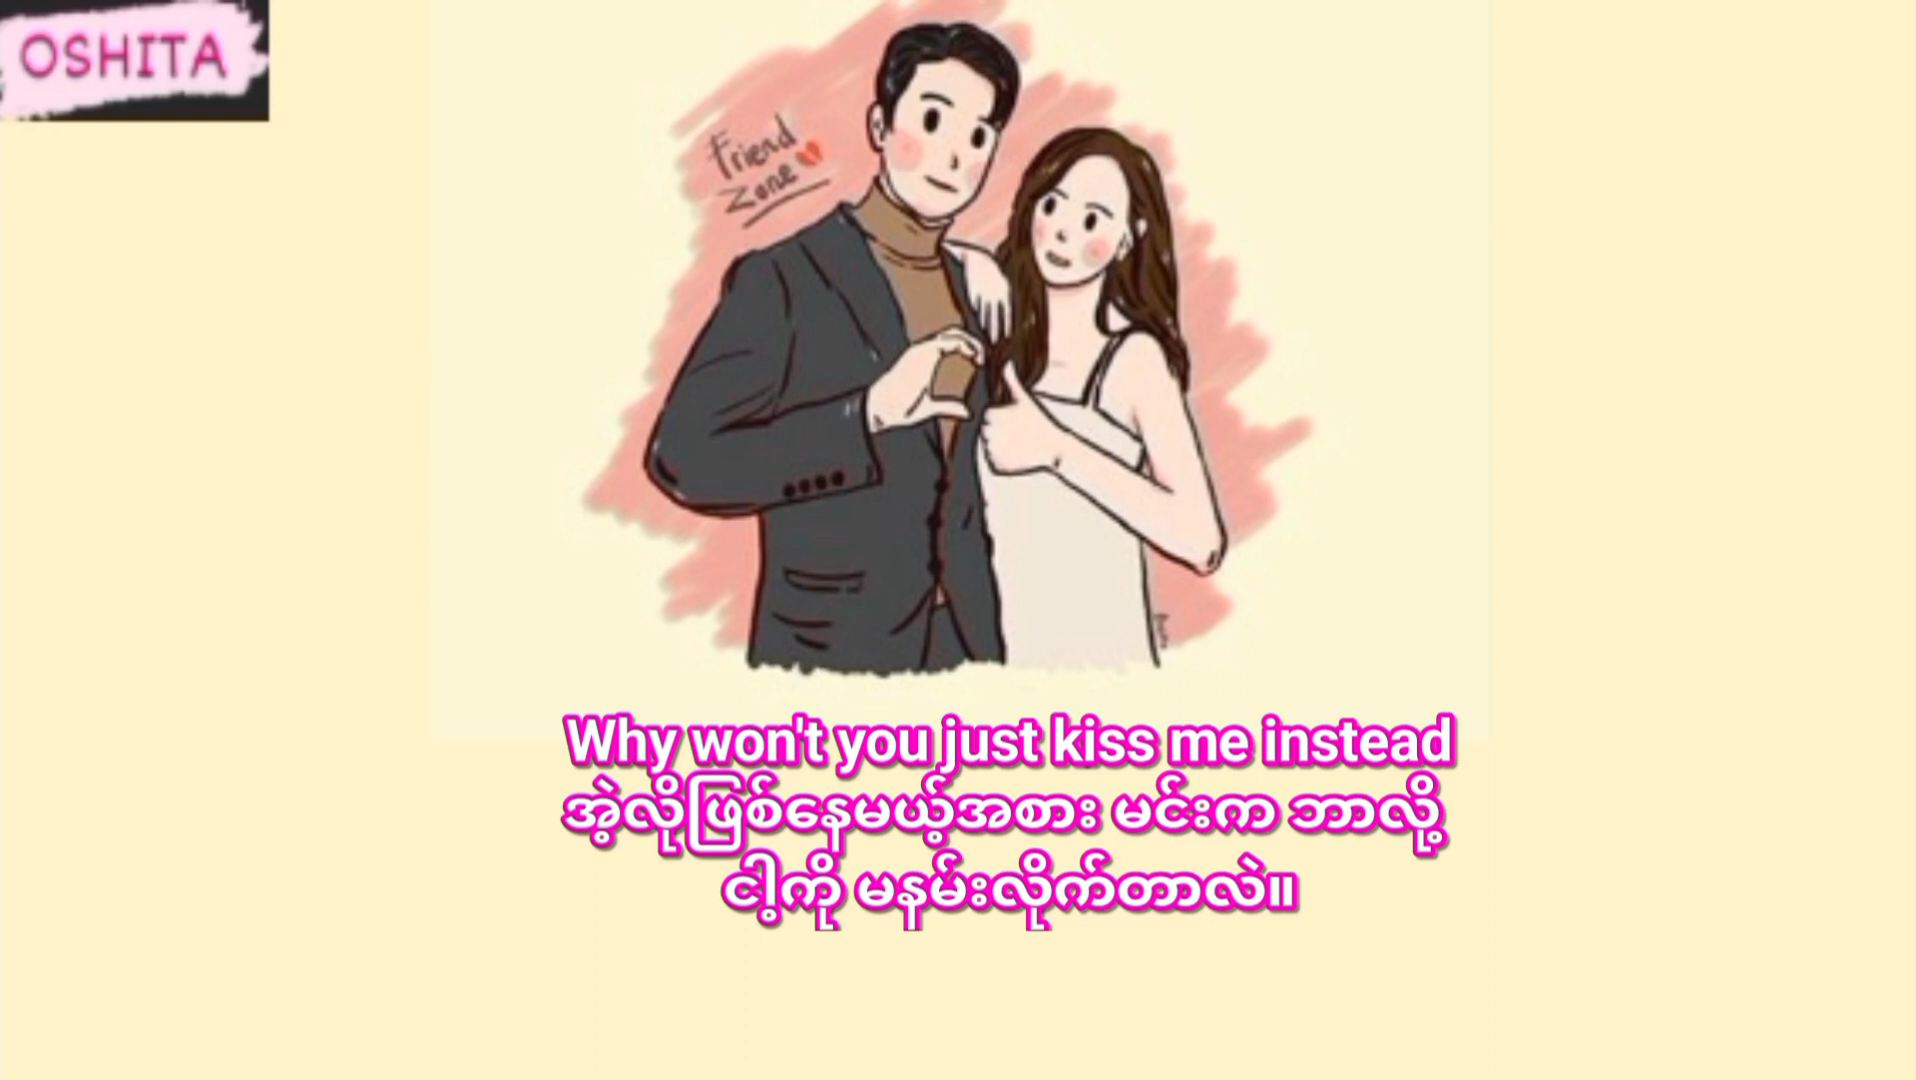 OSHITA
Friend
Zone
Why won't you just kiss me instead
အဲ့လိုဖြစ်နေမယ့်အစား မင်းက ဘာလို့
ငါ့ကို မနမ်းလိုက်တာလဲ။